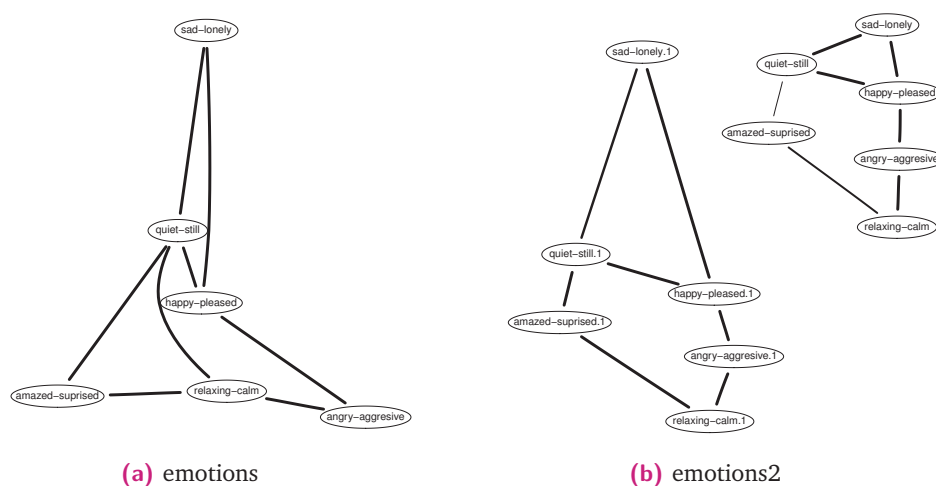 sad-lonely
quiet-still
happy-pleased
amazed-suprised
relaxing-calm
angry-aggresive
(a) emotions
sad-lonely.1
quiet-still.1
happy-pleased.1
amazed-suprised.1
angry-aggresive.1
relaxing-calm.1
sad-lonely
quiet-still
happy-pleased
amazed-suprised
angry-aggresive
relaxing-calm
(b) emotions2